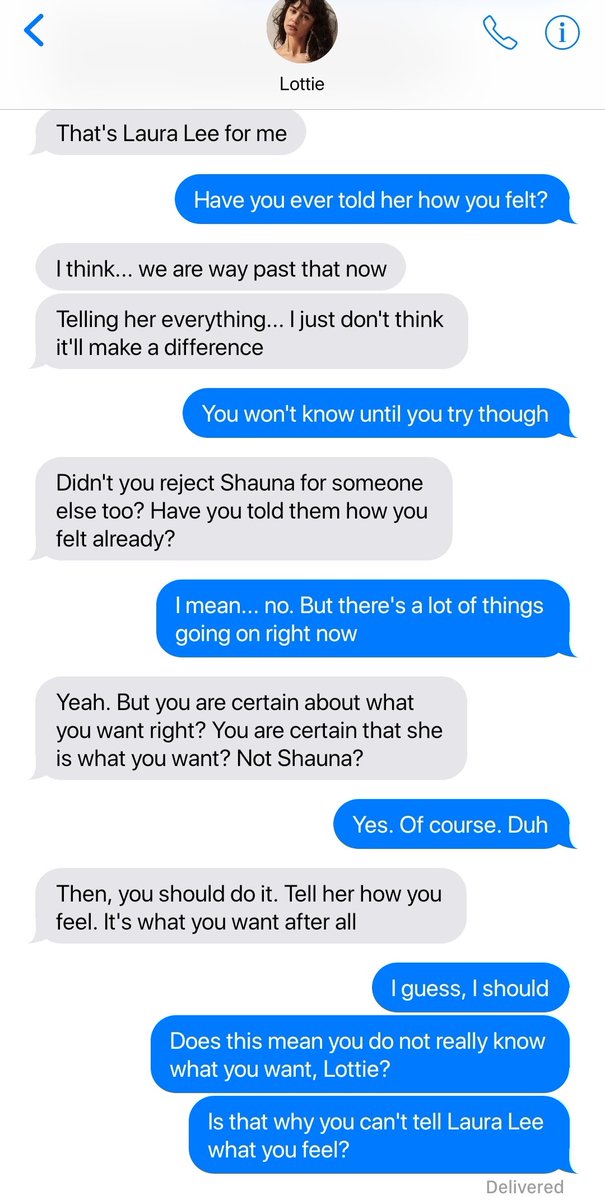 Lottie
That's Laura Lee for me
Have you ever told her how you felt?
I think... we are way past that now
Telling her everything... I just don't think
it'll make a difference
You won't know until you try though
Didn't you reject Shauna for someone
else too? Have you told them how you
felt already?
I mean... no. But there's a lot of things
going on right now
Yeah. But you are certain about what
you want right? You are certain that she
is what you want? Not Shauna?
Yes. Of course. Duh
Then, you should do it. Tell her how you
feel. It's what you want after all
I guess, I should
Does this mean you do not really know
what you want, Lottie?
Is that why you can't tell Laura Lee
what you feel?
Delivered